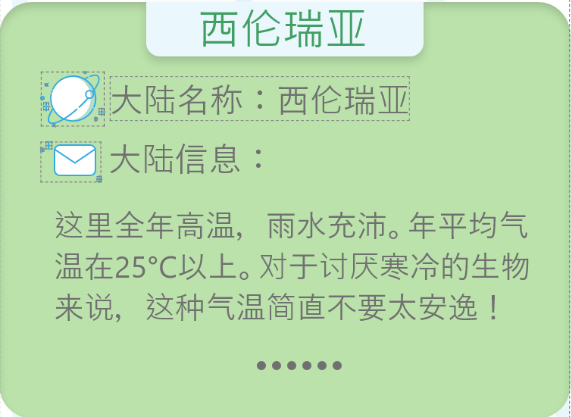 西伦瑞亚
大陆名称：西伦瑞亚
大陆信息：
这里全年高温，雨水充沛。年平均气
温在25°C以上。对于讨厌寒冷的生物
来说，这种气温简直不要太安逸！
••••••